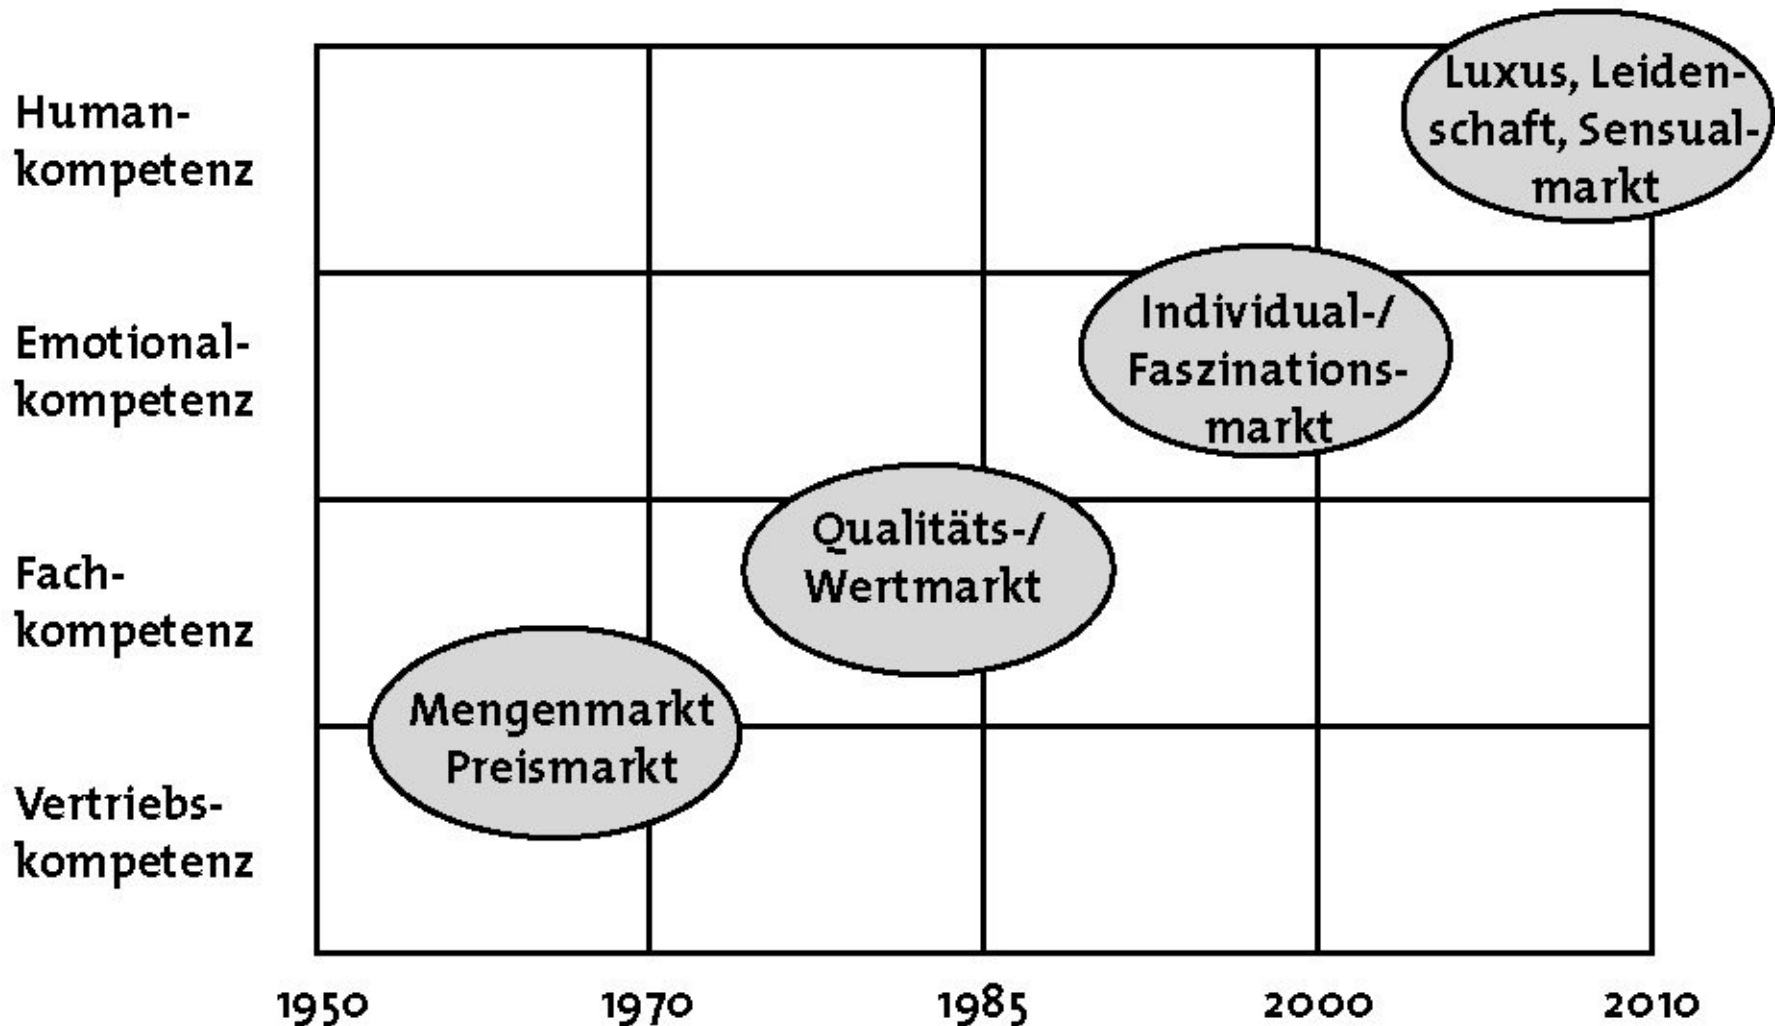 Human-
kompetenz
Luxus, Leiden-
schaft, Sensual-
markt
Emotional-
kompetenz
Individual-/
Faszinations-
markt
Fach-
kompetenz
Qualitäts-/
Wertmarkt
Mengenmarkt
Preismarkt
Vertriebs-
kompetenz
1950 1970 1985 2000 2010